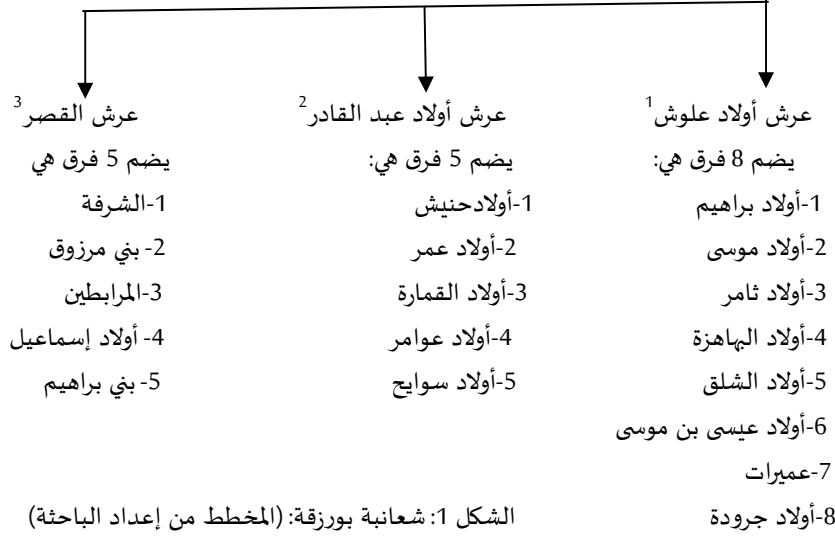 عرش أولاد علوش1
يضم 8 فرق هي:
1-أولاد براهيم
2-أولاد موسى
3-أولاد ثامر
4-أولاد البهاهزة
5-أولاد الشلق
6-أولاد عيسى بن موسى
7-عميرات
8-أولاد جرودة
عرش أولاد عبد القادر2
يضم 5 فرق هي:
1-أولادحنيش
2-أولاد عمر
3-أولاد القمارة
4-أولاد عوامر
5-أولاد سوايح
عرش القصر3
يضم 5 فرق هي
1-الشرفة
2- بني مرزوق
3-المرابطين
4- أولاد إسماعيل
5- بني براهيم
الشكل 1: شعانبة بورزقة: (المخطط من إعداد الباحثة)